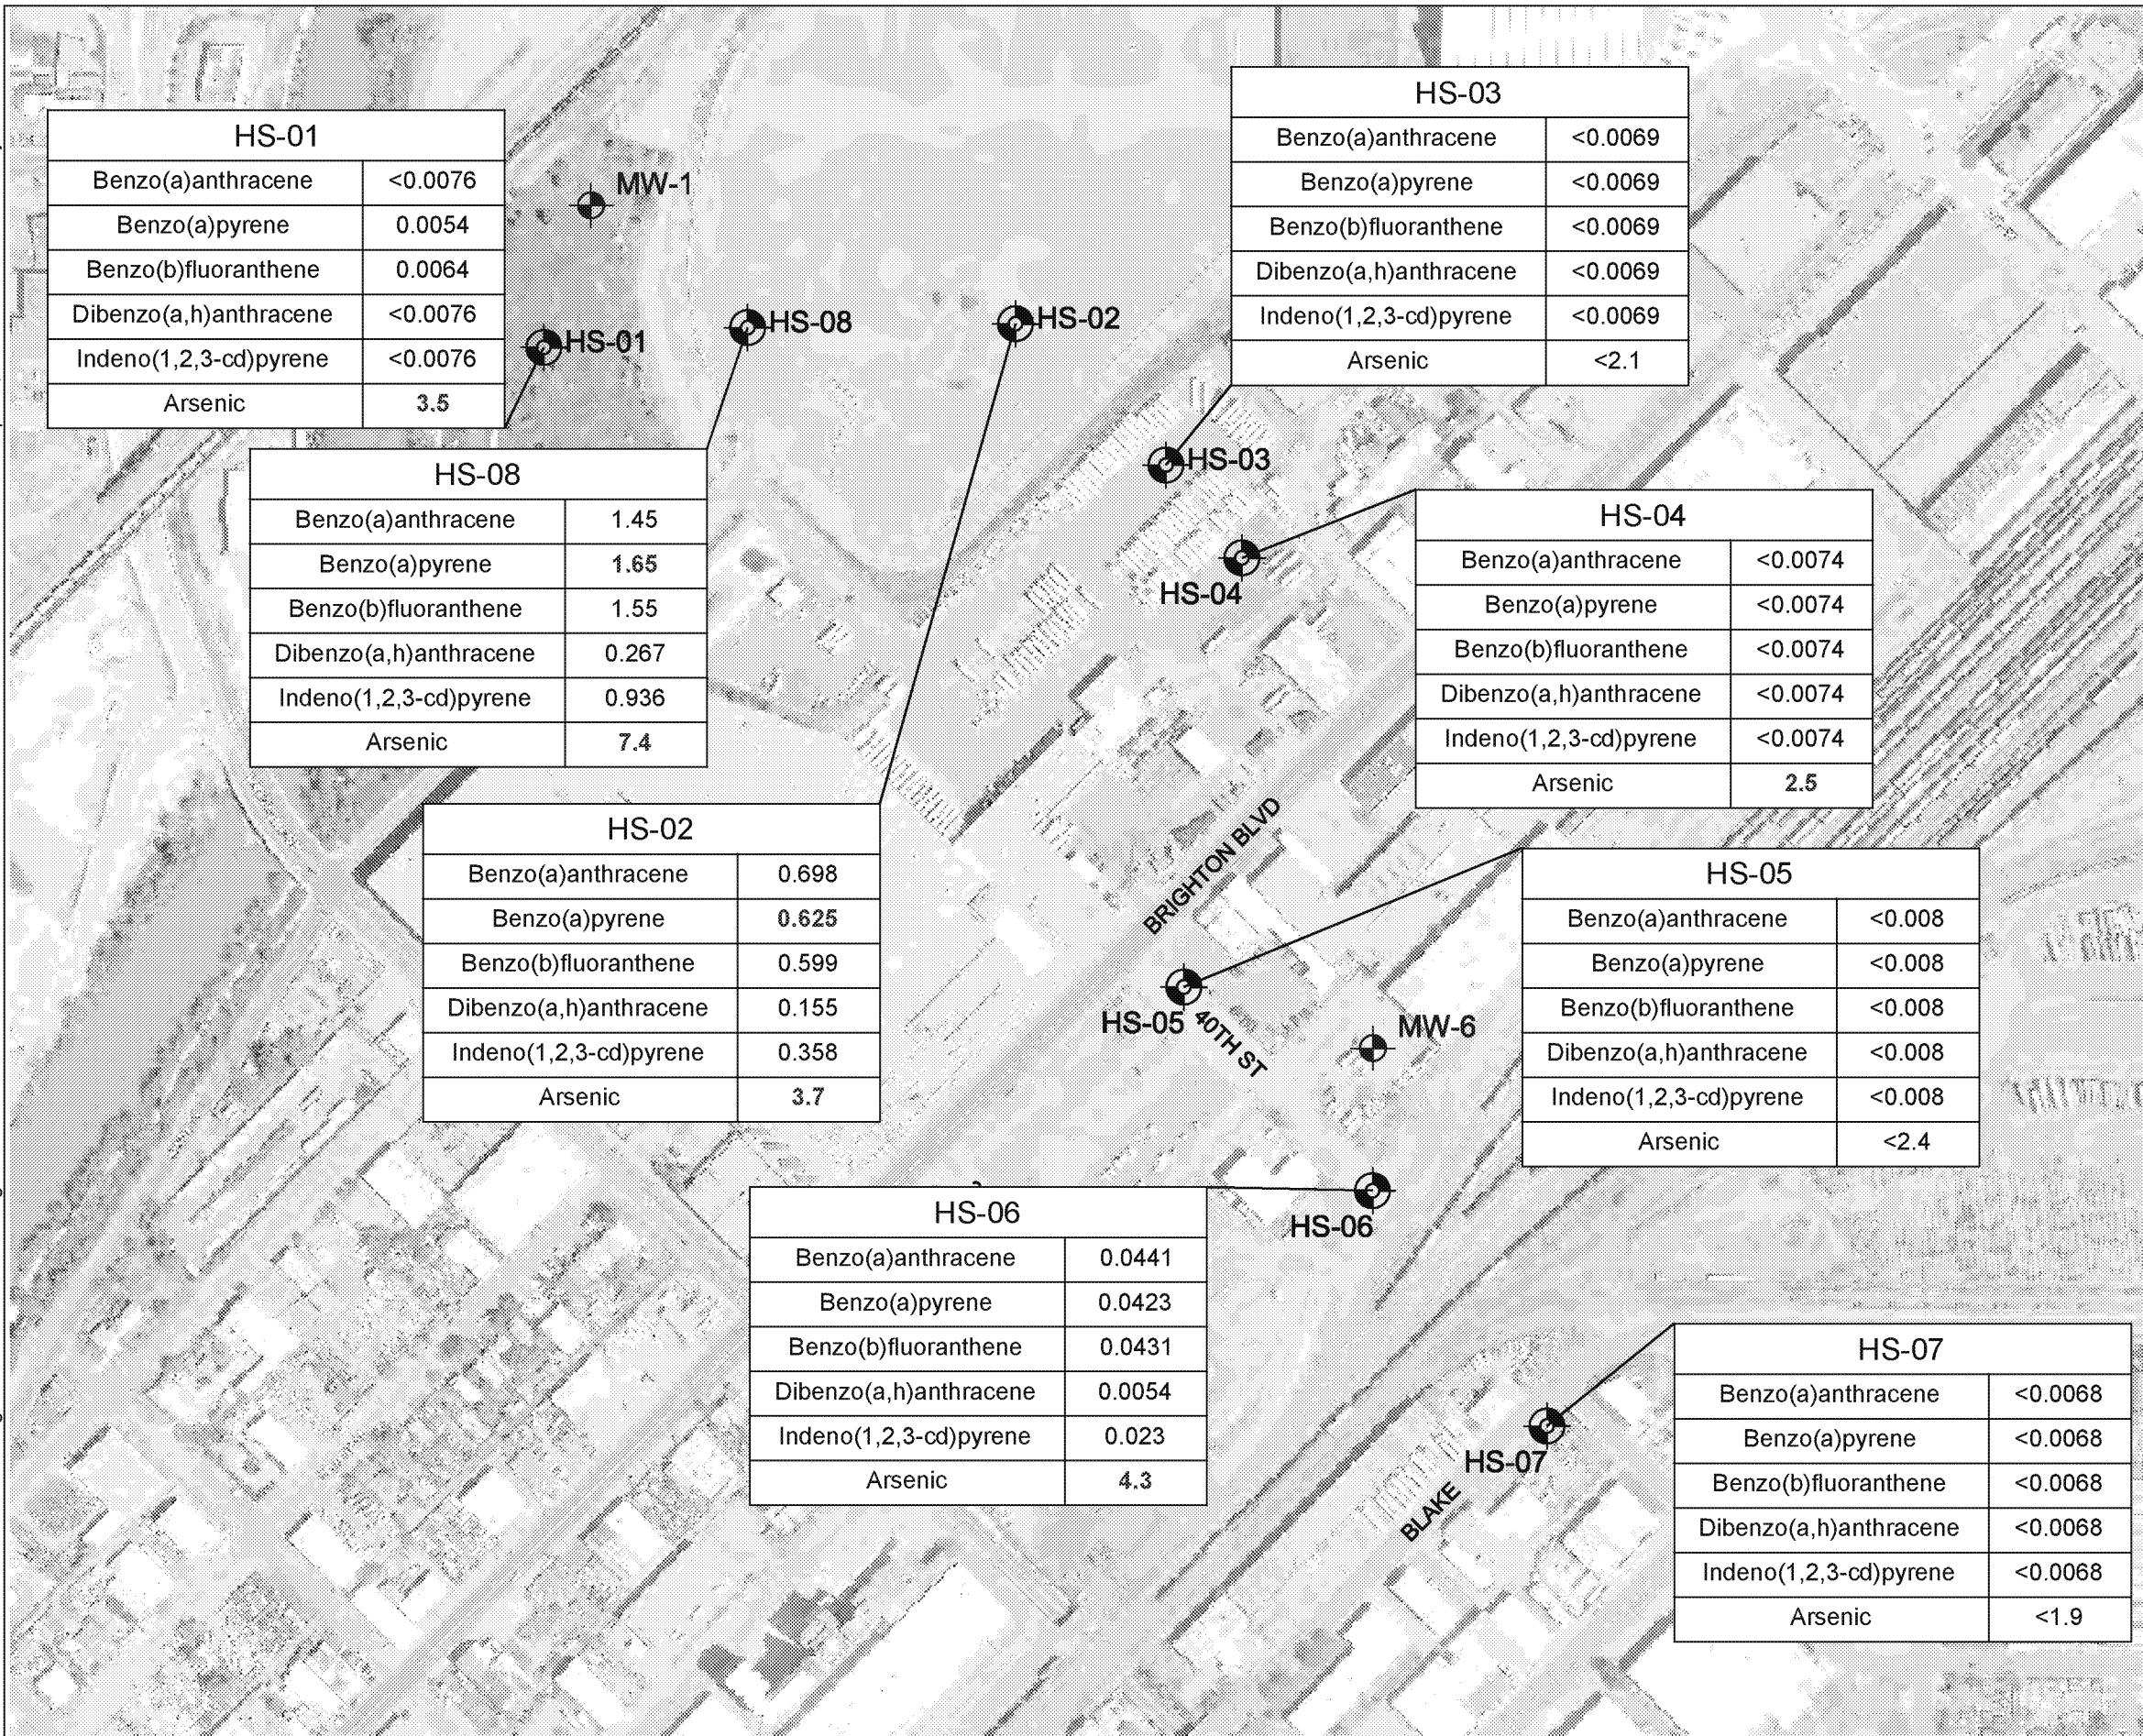 HS-01
Benzo(a)anthracene <0.0076
Benzo(a)pyrene 0.0054
Benzo(b)fluoranthene 0.0064
Dibenzo(a,h)anthracene <0.0076
Indeno(1,2,3-cd)pyrene <0.0076
Arsenic 3.5
HS-03
Benzo(a)anthracene <0.0069
Benzo(a)pyrene <0.0069
Benzo(b)fluoranthene <0.0069
Dibenzo(a,h)anthracene <0.0069
Indeno(1,2,3-cd)pyrene <0.0069
Arsenic <2.1
MW-1
HS-01
HS-08
HS-02
HS-03
HS-04
HS-08
Benzo(a)anthracene 1.45
Benzo(a)pyrene 1.65
Benzo(b)fluoranthene 1.55
Dibenzo(a,h)anthracene 0.267
Indeno(1,2,3-cd)pyrene 0.936
Arsenic 7.4
HS-04
Benzo(a)anthracene <0.0074
Benzo(a)pyrene <0.0074
Benzo(b)fluoranthene <0.0074
Dibenzo(a,h)anthracene <0.0074
Indeno(1,2,3-cd)pyrene <0.0074
Arsenic 2.5
HS-02
Benzo(a)anthracene 0.698
Benzo(a)pyrene 0.625
Benzo(b)fluoranthene 0.599
Dibenzo(a,h)anthracene 0.155
Indeno(1,2,3-cd)pyrene 0.358
Arsenic 3.7
BRIGHTON BLVD
HS-05
40TH ST
MW-6
HS-05
Benzo(a)anthracene <0.008
Benzo(a)pyrene <0.008
Benzo(b)fluoranthene <0.008
Dibenzo(a,h)anthracene <0.008
Indeno(1,2,3-cd)pyrene <0.008
Arsenic <2.4
HS-06
HS-06
Benzo(a)anthracene 0.0441
Benzo(a)pyrene 0.0423
Benzo(b)fluoranthene 0.0431
Dibenzo(a,h)anthracene 0.0054
Indeno(1,2,3-cd)pyrene 0.023
Arsenic 4.3
HS-07
BLAKE
HS-07
Benzo(a)anthracene <0.0068
Benzo(a)pyrene <0.0068
Benzo(b)fluoranthene <0.0068
Dibenzo(a,h)anthracene <0.0068
Indeno(1,2,3-cd)pyrene <0.0068
Arsenic <1.9